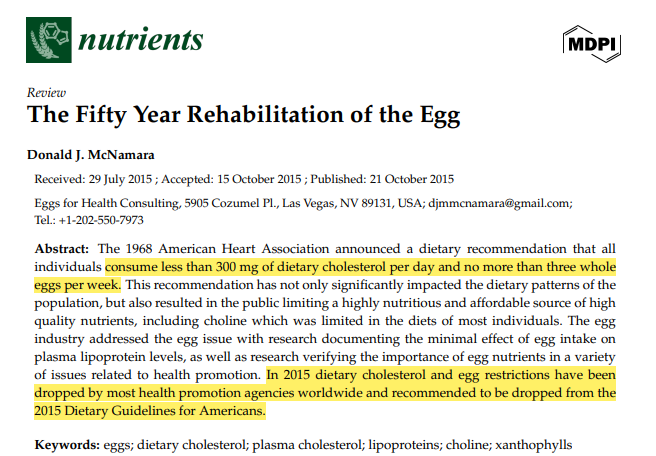 nutrients
MDPI
Review
The Fifty Year Rehabilitation of the Egg
Donald J. McNamara
Received: 29 July 2015 ; Accepted: 15 October 2015 ; Published: 21 October 2015
Eggs for Health Consulting, 5905 Cozumel Pl., Las Vegas, NV 89131, USA; djmmcnamara@gmail.com;
Tel.: +1-202-550-7973
Abstract: The 1968 American Heart Association announced a dietary recommendation that all
individuals consume less than 300 mg of dietary cholesterol per day and no more than three whole
eggs per week. This recommendation has not only significantly impacted the dietary patterns of the
population, but also resulted in the public limiting a highly nutritious and affordable source of high
quality nutrients, including choline which was limited in the diets of most individuals. The egg
industry addressed the egg issue with research documenting the minimal effect of egg intake on
plasma lipoprotein levels, as well as research verifying the importance of egg nutrients in a variety
of issues related to health promotion. In 2015 dietary cholesterol and egg restrictions have been
dropped by most health promotion agencies worldwide and recommended to be dropped from the
2015 Dietary Guidelines for Americans.
Keywords: eggs; dietary cholesterol; plasma cholesterol; lipoproteins; choline; xanthophylls